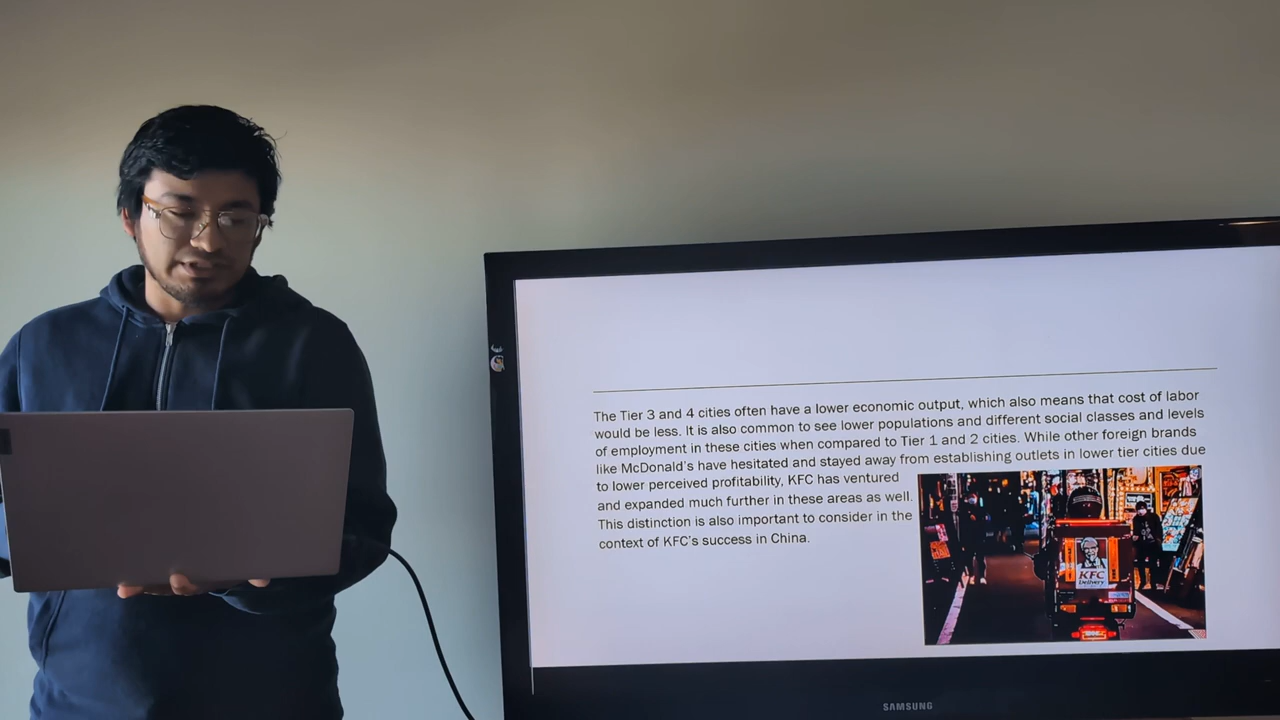 The Tier 3 and 4 cities often have a lower economic output, which also means that cost of labor
would be less. It is also common to see lower populations and different social classes and levels
of employment in these cities when compared to Tier 1 and 2 cities. While other foreign brands
like McDonald's have hesitated and stayed away from establishing outlets in lower tier cities due
to lower perceived profitability, KFC has ventured
and expanded much further in these areas as well.
This distinction is also important to consider in the
context of KFC's success in China.
KFC
Delivery
SAMSUNG